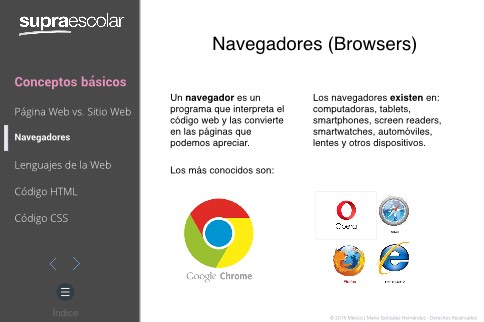 supraescolar
Navegadores (Browsers)
Conceptos básicos
Página Web vs. Sitio Web
Navegadores
Lenguajes de la Web
Código HTML
Código CSS
Índice
Un navegador es un
programa que interpreta el
código web y las convierte
en las páginas que
podemos apreciar.
Los más conocidos son:
Los navegadores existen en:
computadoras, tablets,
smartphones, screen readers,
smartwatches, automóviles,
lentes y otros dispositivos.
Google Chrome
Opera
Firefox
© 2016 México | Mario González Hernández - Derechos Reservados